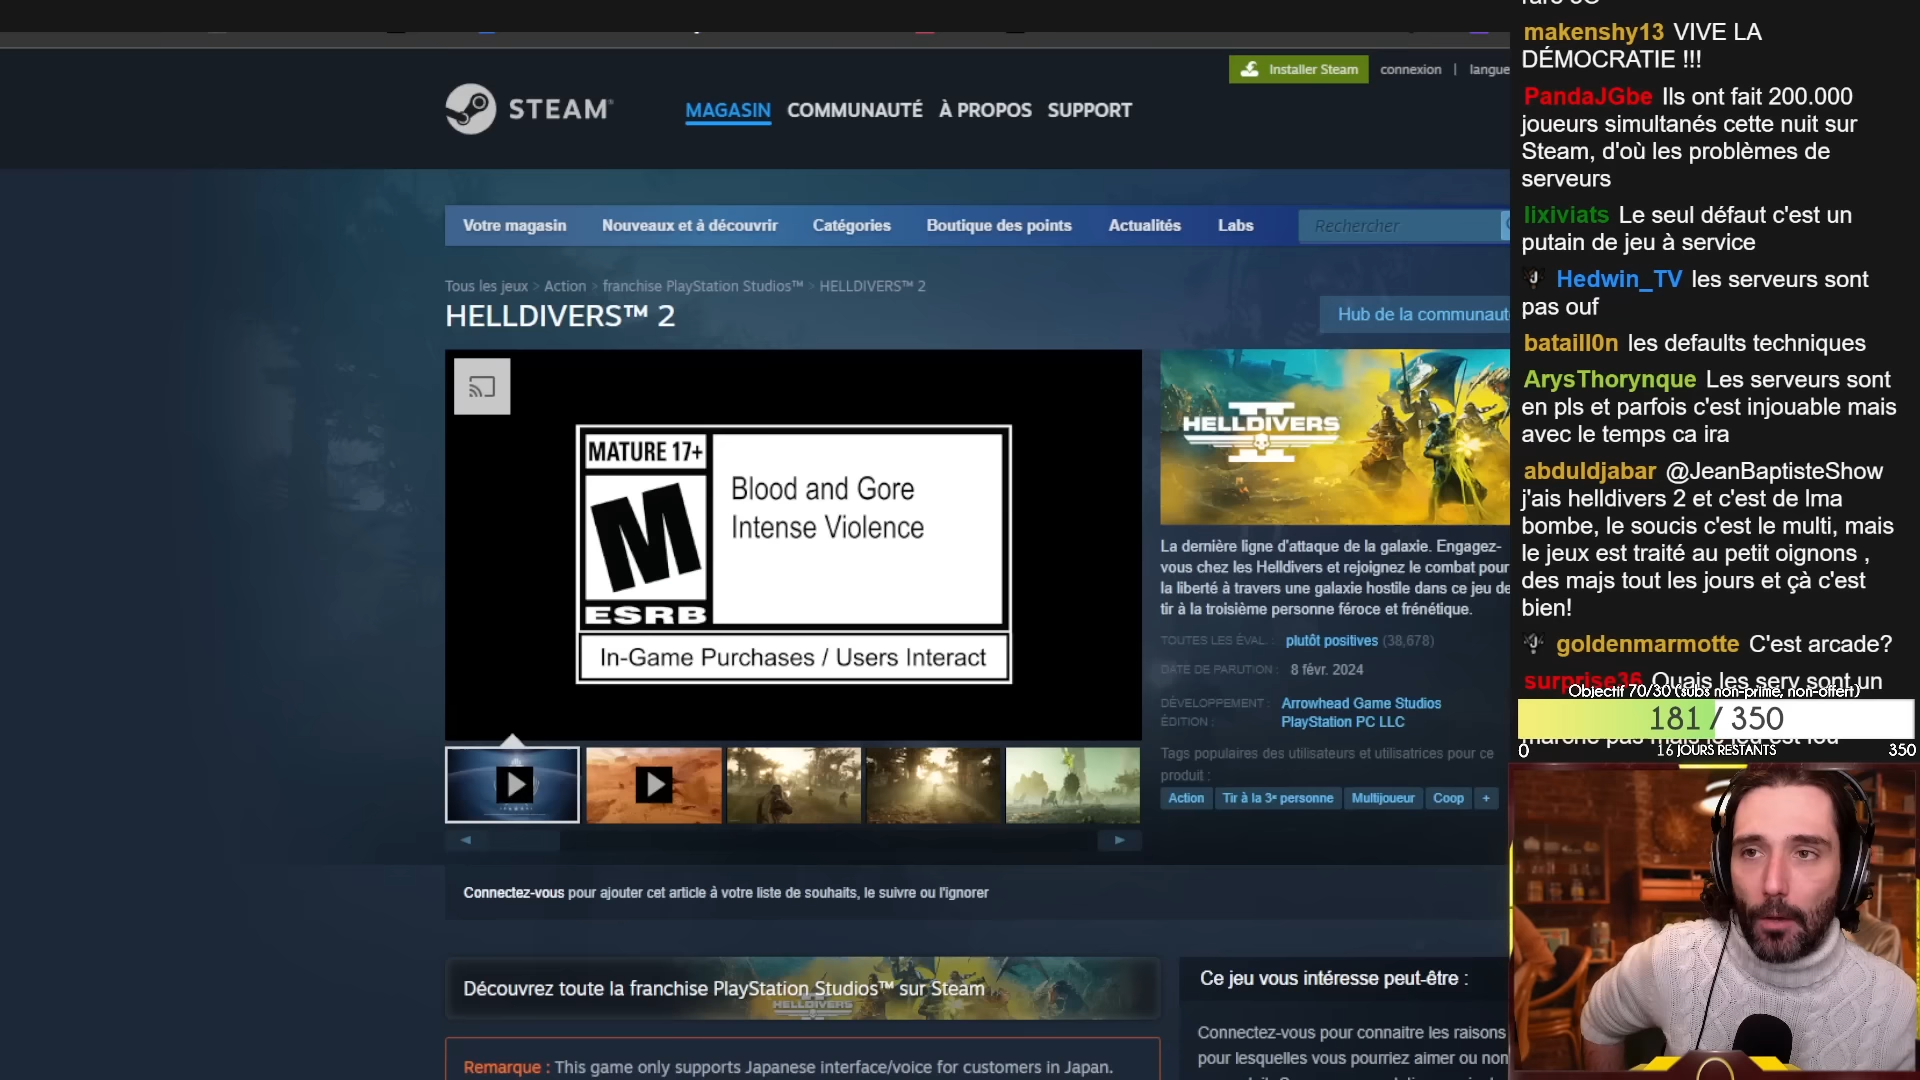 Installer Steam connexion | langue
STEAM
MAGASIN COMMUNAUTÉ À PROPOS SUPPORT
Votre magasin Nouveaux et à découvrir Catégories Boutique des points Actualités Labs Rechercher
Tous les jeux > Action > franchise PlayStation Studios™ > HELLDIVERS™ 2
HELLDIVERS™ 2
Hub de la communauté
MATURE 17+
M
ESRB
Blood and Gore
Intense Violence
In-Game Purchases / Users Interact
HELLDIVERS
II
La dernière ligne d'attaque de la galaxie. Engagez-
vous chez les Helldivers et rejoignez le combat pour
la liberté à travers une galaxie hostile dans ce jeu de
tir à la troisième personne féroce et frénétique.
TOUTES LES ÉVAL. : plutôt positives (38,678)
DATE DE PARUTION : 8 févr. 2024
DÉVELOPPEMENT : Arrowhead Game Studios
ÉDITION : PlayStation PC LLC
Tags populaires des utilisateurs et utilisatrices pour ce
produit :
Action Tir à la 3e personne Multijoueur Coop +
Connectez-vous pour ajouter cet article à votre liste de souhaits, le suivre ou l'ignorer
Découvrez toute la franchise PlayStation Studios™ sur Steam
HELLDIVERS
Remarque : This game only supports Japanese interface/voice for customers in Japan.
Ce jeu vous intéresse peut-être :
Connectez-vous pour connaitre les raisons
pour lesquelles vous pourriez aimer ou non
makenshy13 VIVE LA
DÉMOCRATIE !!!
PandaJGbe Ils ont fait 200.000
joueurs simultanés cette nuit sur
Steam, d'où les problèmes de
serveurs
lixiviats Le seul défaut c'est un
putain de jeu à service
Hedwin_TV les serveurs sont
pas ouf
bataill0n les defaults techniques
ArysThorynque Les serveurs sont
en pls et parfois c'est injouable mais
avec le temps ca ira
abduldjabar @JeanBaptisteShow
j'ais helldivers 2 et c'est de lma
bombe, le soucis c'est le multi, mais
le jeux est traité au petit oignons ,
des majs tout les jours et çà c'est
bien!
goldenmarmotte C'est arcade?
surprise36 Ouais les serv sont un
Objectif 70/30 (subs non-prime, non-offert)
181 / 350
0 16 JOURS RESTANTS 350